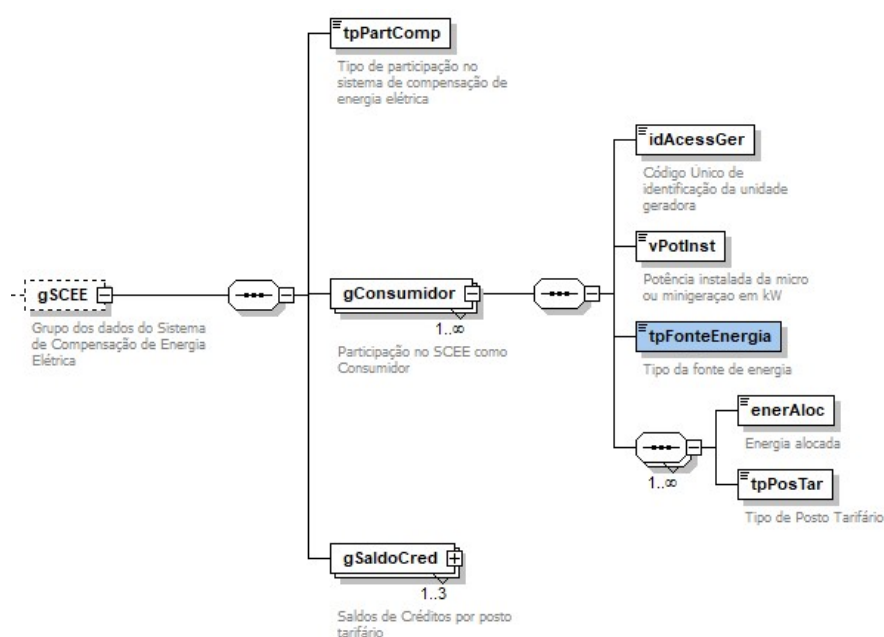 tpPartComp
Tipo de participação no
sistema de compensação de
energia elétrica
idAcessGer
Código Único de
identificação da unidade
geradora
vPotInst
Potência instalada da micro
ou minigeraçao em kW
gSCEE
Grupo dos dados do Sistema
de Compensação de Energia
Elétrica
gConsumidor
1..∞
Participação no SCEE como
Consumidor
tpFonteEnergia
Tipo da fonte de energia
enerAloc
Energia alocada
1..∞
tpPosTar
Tipo de Posto Tarifário
gSaldoCred
1..3
Saldos de Créditos por posto
tarifário